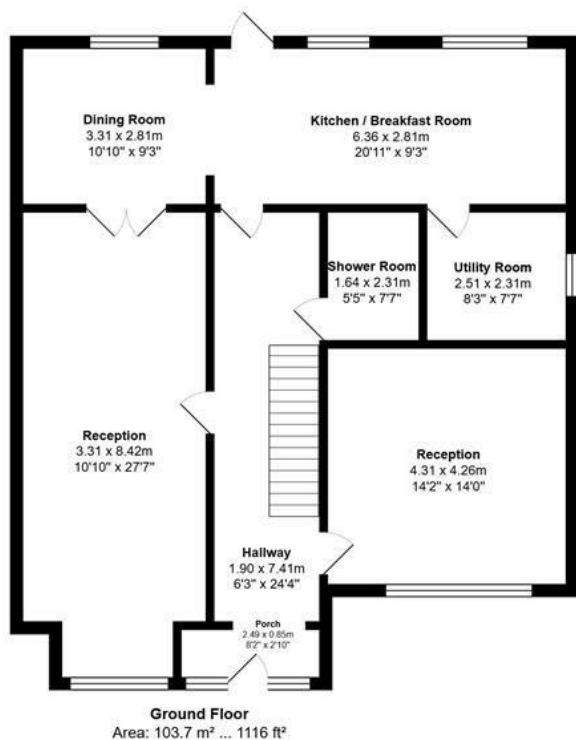 Dining Room
3.31 x 2.81m
10'10" x 9'3"
Kitchen / Breakfast Room
6.36 x 2.81m
20'11" x 9'3"
Shower Room
1.64 x 2.31m
5'5" x 7'7"
Utility Room
2.51 x 2.31m
8'3" x 7'7"
Reception
3.31 x 8.42m
10'10" x 27'7"
Reception
4.31 x 4.26m
14'2" x 14'0"
Hallway
1.90 x 7.41m
6'3" x 24'4"
Porch
2.49 x 0.85m
8'2" x 2'10"
Ground Floor
Area: 103.7 m² ... 1116 ft²